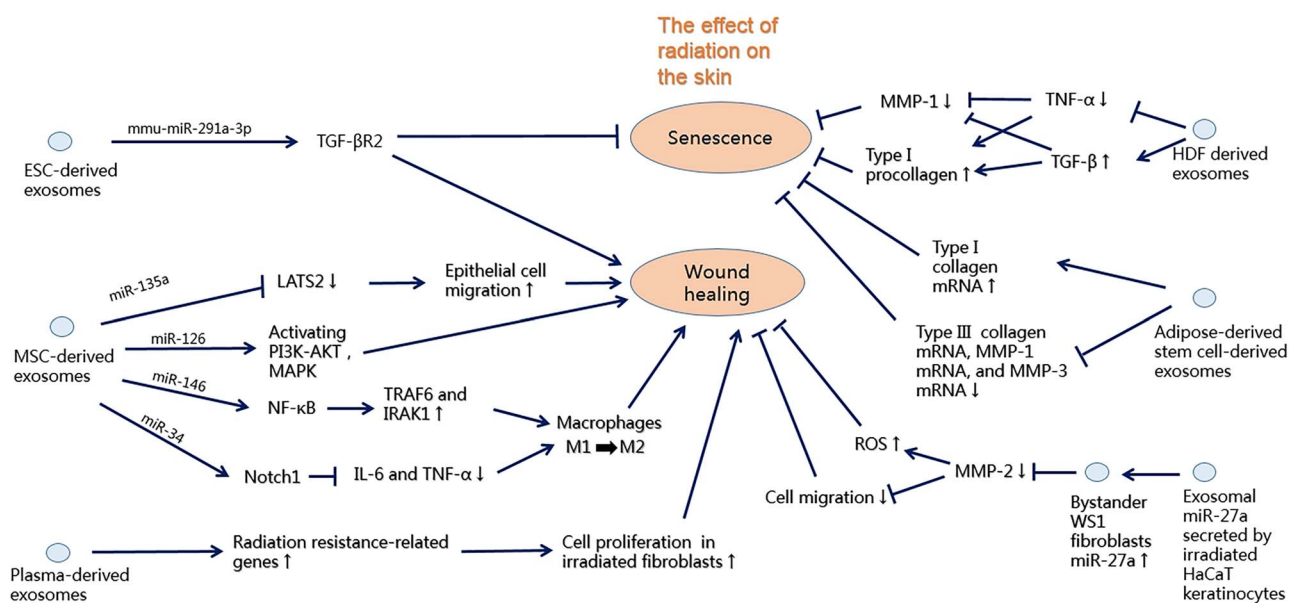 The effect of
radiation on
the skin
mmu-miR-291a-3p
TGF-βR2
ESC-derived
exosomes
Senescence
MMP-1 ↓
TNF-α ↓
Type I
procollagen ↑
TGF-β ↑
HDF derived
exosomes
miR-135a
LATS2 ↓
Epithelial cell
migration ↑
Wound
healing
MSC-derived
exosomes
miR-126
Activating
PI3K-AKT ,
MAPK
miR-146
NF-κB
TRAF6 and
IRAK1 ↑
miR-34
Notch1
IL-6 and TNF-α ↓
Macrophages
M1 ➡ M2
Type I
collagen
mRNA ↑
Type III collagen
mRNA, MMP-1
mRNA, and MMP-3
mRNA ↓
Adipose-derived
stem cell-derived
exosomes
ROS ↑
MMP-2 ↓
Cell migration ↓
Bystander
WS1
fibroblasts
miR-27a ↑
Exosomal
miR-27a
secreted by
irradiated
HaCaT
keratinocytes
Plasma-derived
exosomes
Radiation resistance-related
genes ↑
Cell proliferation in
irradiated fibroblasts ↑